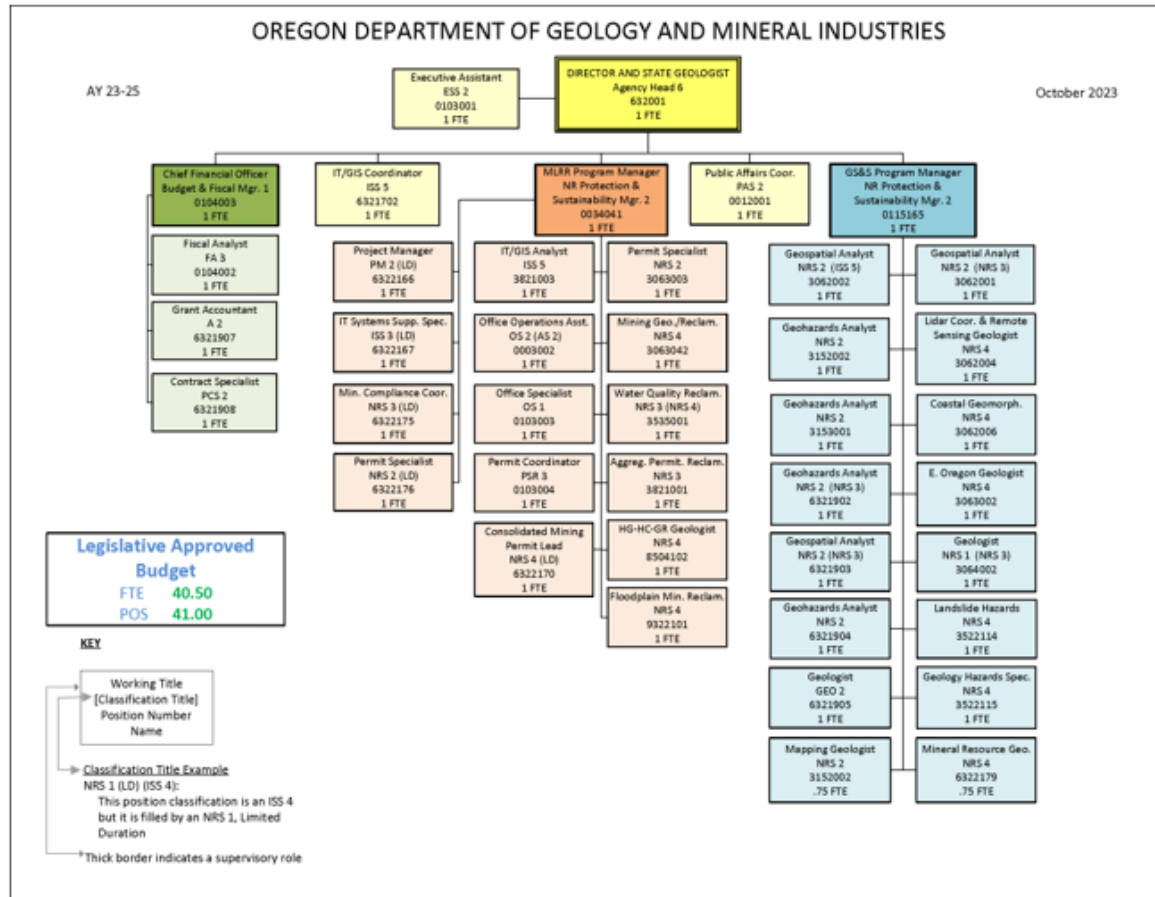 OREGON DEPARTMENT OF GEOLOGY AND MINERAL INDUSTRIES
AY 23-25
October 2023
Executive Assistant
ESS 2
0103001
1 FTE
DIRECTOR AND STATE GEOLOGIST
Agency Head 6
632001
1 FTE
Chief Financial Officer
Budget & Fiscal Mgr. 1
0104003
1 FTE
IT/GIS Coordinator
ISS 5
6321702
1 FTE
MLRR Program Manager
NR Protection &
Sustainability Mgr. 2
0034041
1 FTE
Public Affairs Coor.
PAS 2
0012001
1 FTE
GS&S Program Manager
NR Protection &
Sustainability Mgr. 2
0115165
1 FTE
Fiscal Analyst
FA 3
0104002
1 FTE
Grant Accountant
A 2
6321907
1 FTE
Contract Specialist
PCS 2
6321908
1 FTE
Project Manager
PM 2 (LD)
6322166
1 FTE
IT Systems Supp. Spec.
ISS 3 (LD)
6322167
1 FTE
Min. Compliance Coor.
NRS 3 (LD)
6322175
1 FTE
Permit Specialist
NRS 2 (LD)
6322176
1 FTE
IT/GIS Analyst
ISS 5
3821003
1 FTE
Office Operations Asst.
OS 2 (AS 2)
0003002
1 FTE
Office Specialist
OS 1
0103003
1 FTE
Permit Coordinator
PSR 3
0103004
1 FTE
Consolidated Mining
Permit Lead
NRS 4 (LD)
6322170
1 FTE
Permit Specialist
NRS 2
3063003
1 FTE
Mining Geo./Reclam.
NRS 4
3063042
1 FTE
Water Quality Reclam.
NRS 3 (NRS 4)
3535001
1 FTE
Aggreg. Permit. Reclam.
NRS 3
3821001
1 FTE
HG-HC-GR Geologist
NRS 4
8504102
1 FTE
Floodplain Min. Reclam.
NRS 4
9322101
1 FTE
Geospatial Analyst
NRS 2 (ISS 5)
3062002
1 FTE
Geohazards Analyst
NRS 2
3152002
1 FTE
Geohazards Analyst
NRS 2
3153001
1 FTE
Geohazards Analyst
NRS 2 (NRS 3)
6321902
1 FTE
Geospatial Analyst
NRS 2 (NRS 3)
6321903
1 FTE
Geohazards Analyst
NRS 2
6321904
1 FTE
Geologist
GEO 2
6321905
1 FTE
Mapping Geologist
NRS 2
3152002
.75 FTE
Geospatial Analyst
NRS 2 (NRS 3)
3062001
1 FTE
Lidar Coor. & Remote
Sensing Geologist
NRS 4
3062004
1 FTE
Coastal Geomorph.
NRS 4
3062006
1 FTE
E. Oregon Geologist
NRS 4
3063002
1 FTE
Geologist
NRS 1 (NRS 3)
3064002
1 FTE
Landslide Hazards
NRS 4
3522114
1 FTE
Geology Hazards Spec.
NRS 4
3522115
1 FTE
Mineral Resource Geo.
NRS 4
6322179
.75 FTE
Legislative Approved
Budget
FTE 40.50
POS 41.00
KEY
Working Title
[Classification Title]
Position Number
Name
Classification Title Example
NRS 1 (LD) (ISS 4):
This position classification is an ISS 4
but it is filled by an NRS 1, Limited
Duration
Thick border indicates a supervisory role